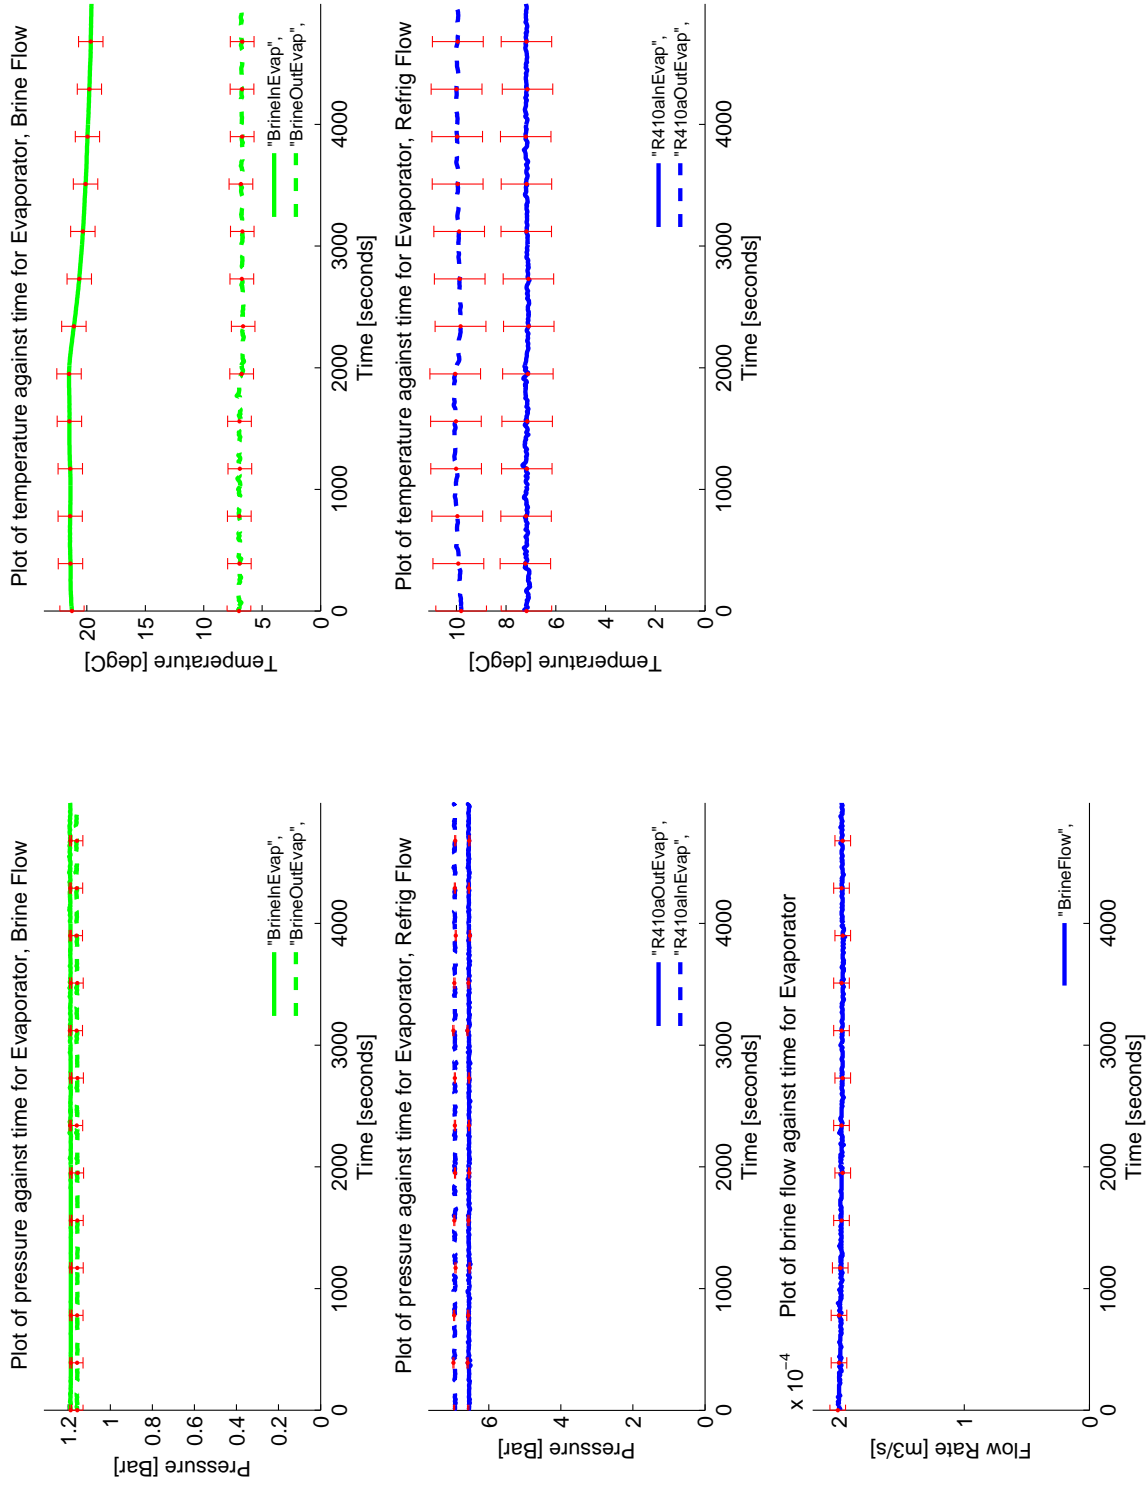 Plot of pressure against time for Evaporator, Brine Flow
Pressure [Bar]
1.2
1
0.8
0.6
0.4
0.2
0
0 1000 2000 3000 4000
Time [seconds]
"BrineInEvap",
"BrineOutEvap",
Plot of temperature against time for Evaporator, Brine Flow
Temperature [degC]
20
15
10
5
0
0 1000 2000 3000 4000
Time [seconds]
"BrineInEvap",
"BrineOutEvap",
Plot of pressure against time for Evaporator, Refrig Flow
Pressure [Bar]
6
4
2
0
0 1000 2000 3000 4000
Time [seconds]
"R410aOutEvap",
"R410aInEvap",
Plot of temperature against time for Evaporator, Refrig Flow
Temperature [degC]
10
8
6
4
2
0
0 1000 2000 3000 4000
Time [seconds]
"R410aInEvap",
"R410aOutEvap",
x 10⁻⁴
Plot of brine flow against time for Evaporator
Flow Rate [m3/s]
2
1
0
0 1000 2000 3000 4000
Time [seconds]
"BrineFlow",